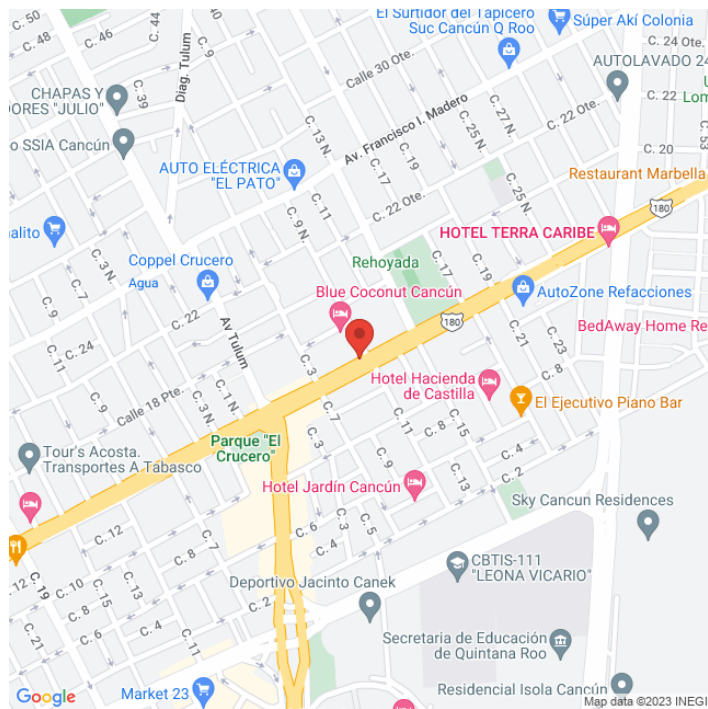 C. 50
C. 46
C. 44
C. 48
C. 9
Diag. Tulum
C. 39
CHAPAS Y
DORES "JULIO"
o SSIA Cancún
AUTO ELÉCTRICA
"EL PATO"
Calle 30 Ote.
Av. Francisco I. Madero
El Surtidor del Tapicero
Suc Cancún Q Roo
Súper Akí Colonia
C. 24 Ote.
AUTOLAVADO 24
C. 22
C. 20
C. 53
C. 27 N.
C. 25 N.
C. 22 Ote.
C. 13 N.
C. 17
C. 19
C. 25 N.
Restaurant Marbella
180
HOTEL TERRA CARIBE
C. 22 Ote.
C. 11
C. 9 N.
Rehoyada
C. 17
C. 19
nalito
C. 3 N.
C. 7
C. 9
C. 11
Coppel Crucero
Agua
C. 22
C. 24
Av Tulum
Blue Coconut Cancún
AutoZone Refacciones
180
BedAway Home Re
C. 21
C. 23
C. 8
Calle 18 Pte.
C. 3 N.
C. 1 N.
C. 3
C. 7
Hotel Hacienda
de Castilla
El Ejecutivo Piano Bar
C. 11
C. 15
C. 8
C. 4
C. 2
C. 13
C. 9
C. 3
Parque "El
Crucero"
Tour's Acosta.
Transportes A Tabasco
Hotel Jardín Cancún
Sky Cancun Residences
C. 12
C. 6
C. 3
C. 5
C. 4
C. 7
C. 8
C. 10
C. 12
C. 19
C. 8
C. 6
C. 4
C. 2
C. 21
C. 11
CBTIS-111
"LEONA VICARIO"
Deportivo Jacinto Canek
Secretaria de Educación
de Quintana Roo
Market 23
Residencial Isola Cancún
Google
Map data ©2023 INEGI